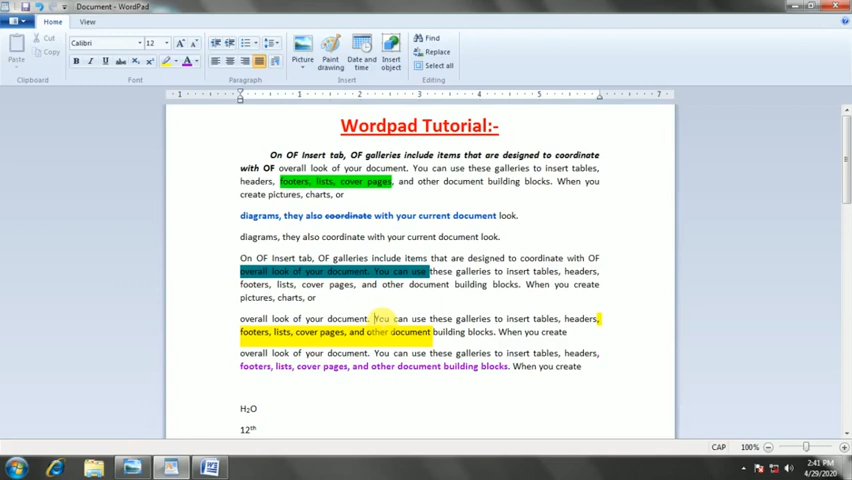 Document - WordPad
Home View
Paste
Cut
Copy
Clipboard
Calibri 12
B I U abc X₂ X² A
Font
Paragraph
Picture
Paint drawing
Date and time
Insert object
Insert
Find
Replace
Select all
Editing
1 1 2 3 4 5 7
Wordpad Tutorial:-
On OF Insert tab, OF galleries include items that are designed to coordinate
with OF overall look of your document. You can use these galleries to insert tables,
headers, footers, lists, cover pages, and other document building blocks. When you
create pictures, charts, or
diagrams, they also coordinate with your current document look.
diagrams, they also coordinate with your current document look.
On OF Insert tab, OF galleries include items that are designed to coordinate with OF
overall look of your document. You can use these galleries to insert tables, headers,
footers, lists, cover pages, and other document building blocks. When you create
pictures, charts, or
overall look of your document. You can use these galleries to insert tables, headers,
footers, lists, cover pages, and other document building blocks. When you create
overall look of your document. You can use these galleries to insert tables, headers,
footers, lists, cover pages, and other document building blocks. When you create
H₂O
12ᵗʰ
CAP 100%
2:41 PM
4/29/2020